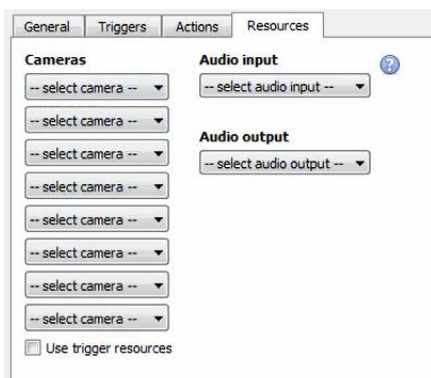 General Triggers Actions Resources
Cameras
-- select camera --
-- select camera --
-- select camera --
-- select camera --
-- select camera --
-- select camera --
-- select camera --
-- select camera --
Use trigger resources
Audio input
-- select audio input --
?
Audio output
-- select audio output --